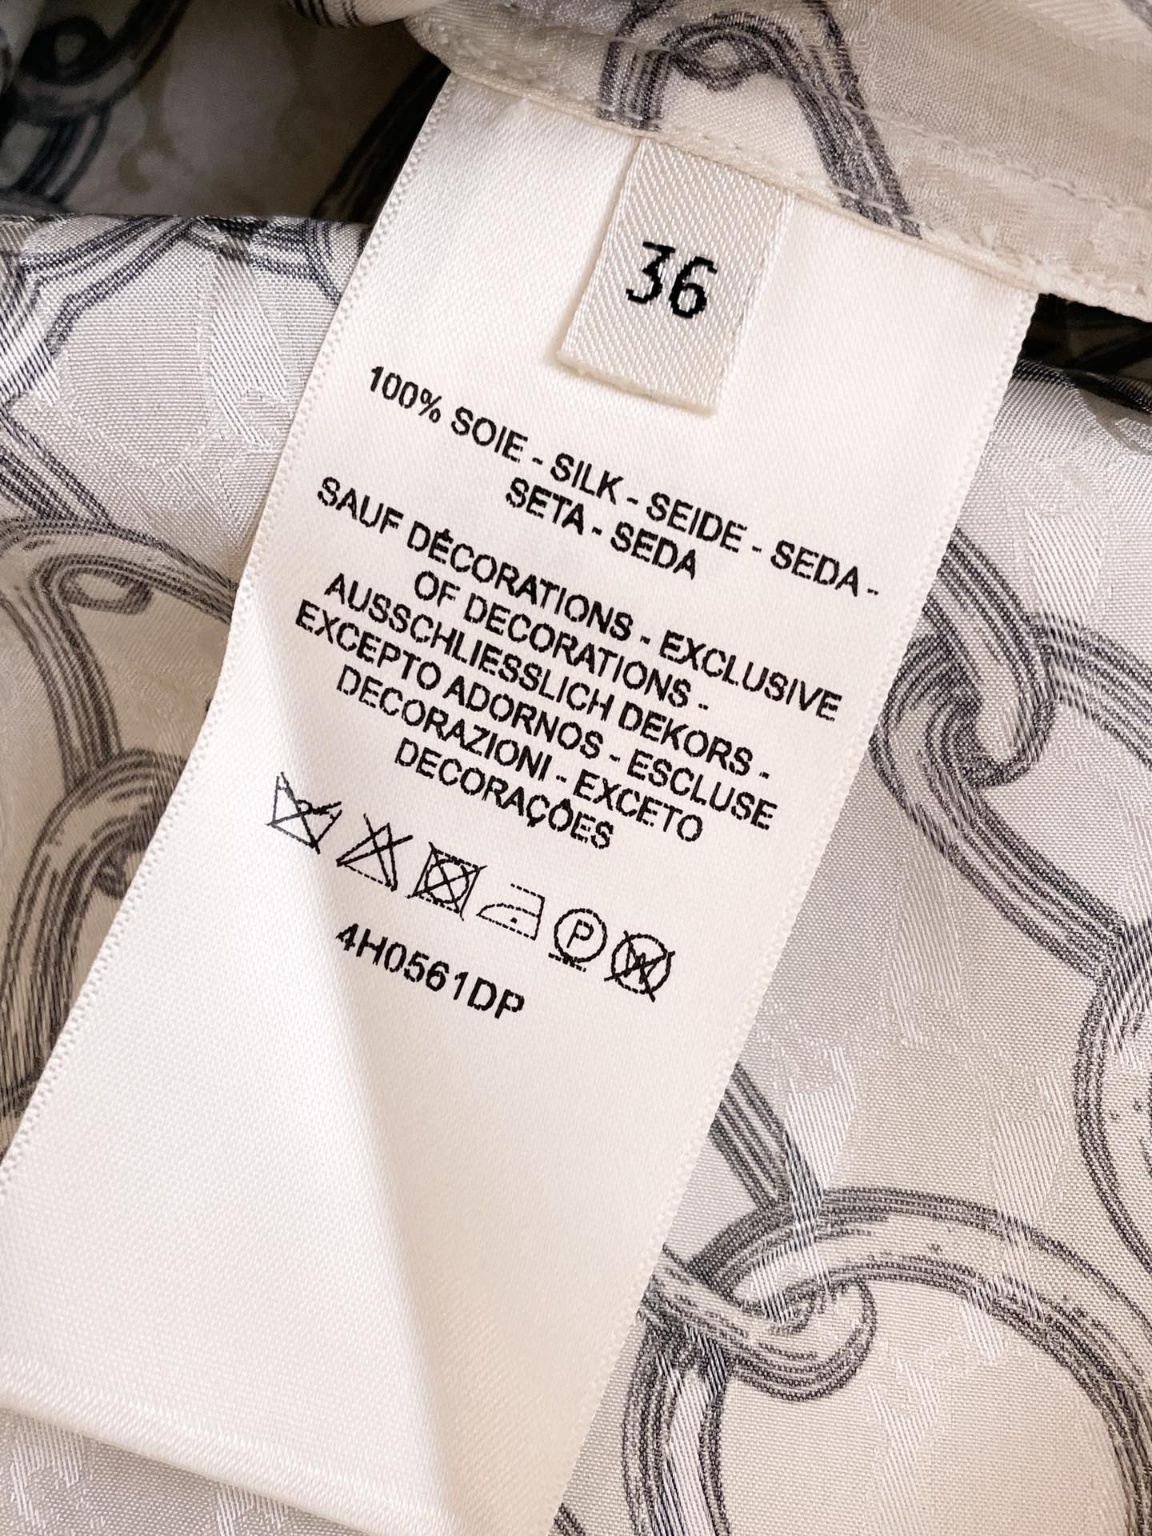 36
100% SOIE - SILK - SEIDE - SEDA -
SETA - SEDA
SAUF DÉCORATIONS - EXCLUSIVE
OF DECORATIONS -
AUSSCHLIESSLICH DEKORS -
EXCEPTO ADORNOS - ESCLUSE
DECORAZIONI - EXCETO
DECORAÇÕES
P W
4H0561DP